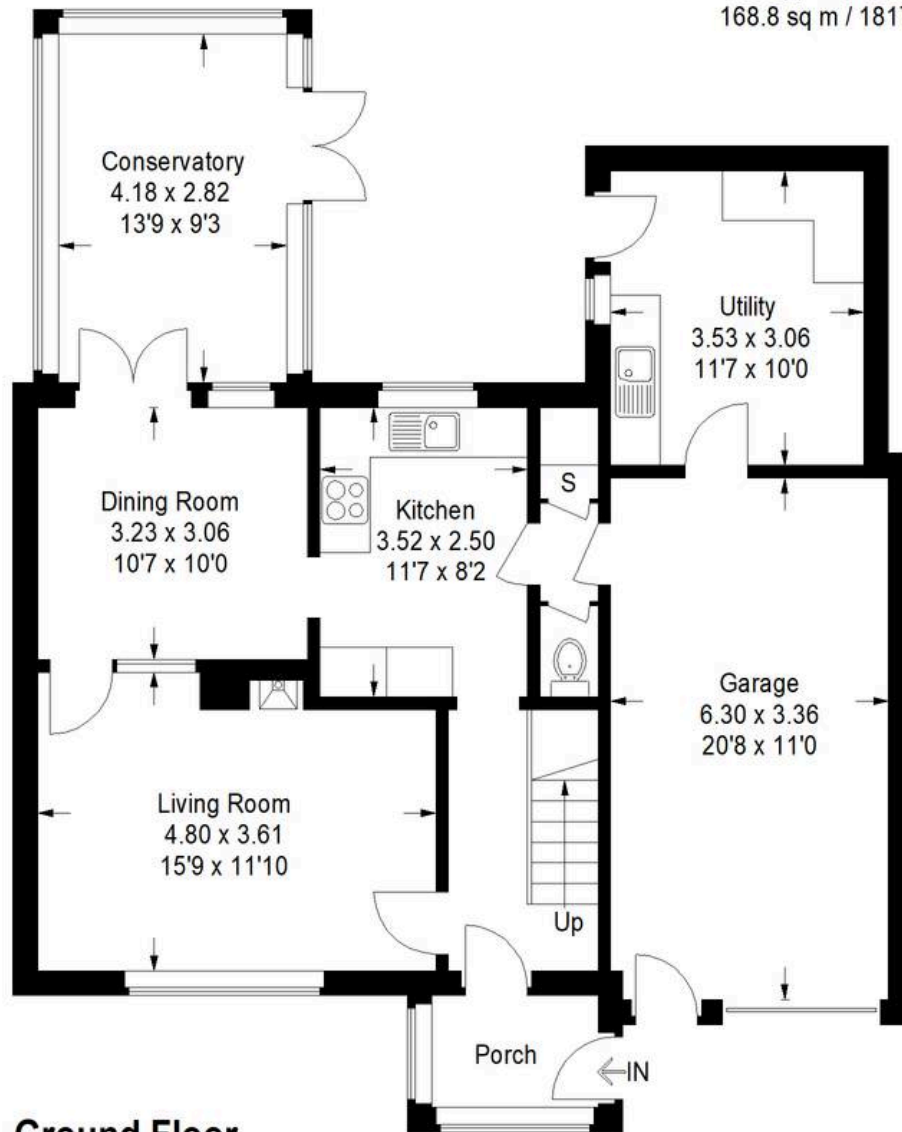 168.8 sq m / 181
Conservatory
4.18 x 2.82
13'9 x 9'3
Utility
3.53 x 3.06
11'7 x 10'0
Dining Room
3.23 x 3.06
10'7 x 10'0
Kitchen
3.52 x 2.50
11'7 x 8'2
S
Garage
6.30 x 3.36
20'8 x 11'0
Living Room
4.80 x 3.61
15'9 x 11'10
Up
Porch
IN
Ground Floor